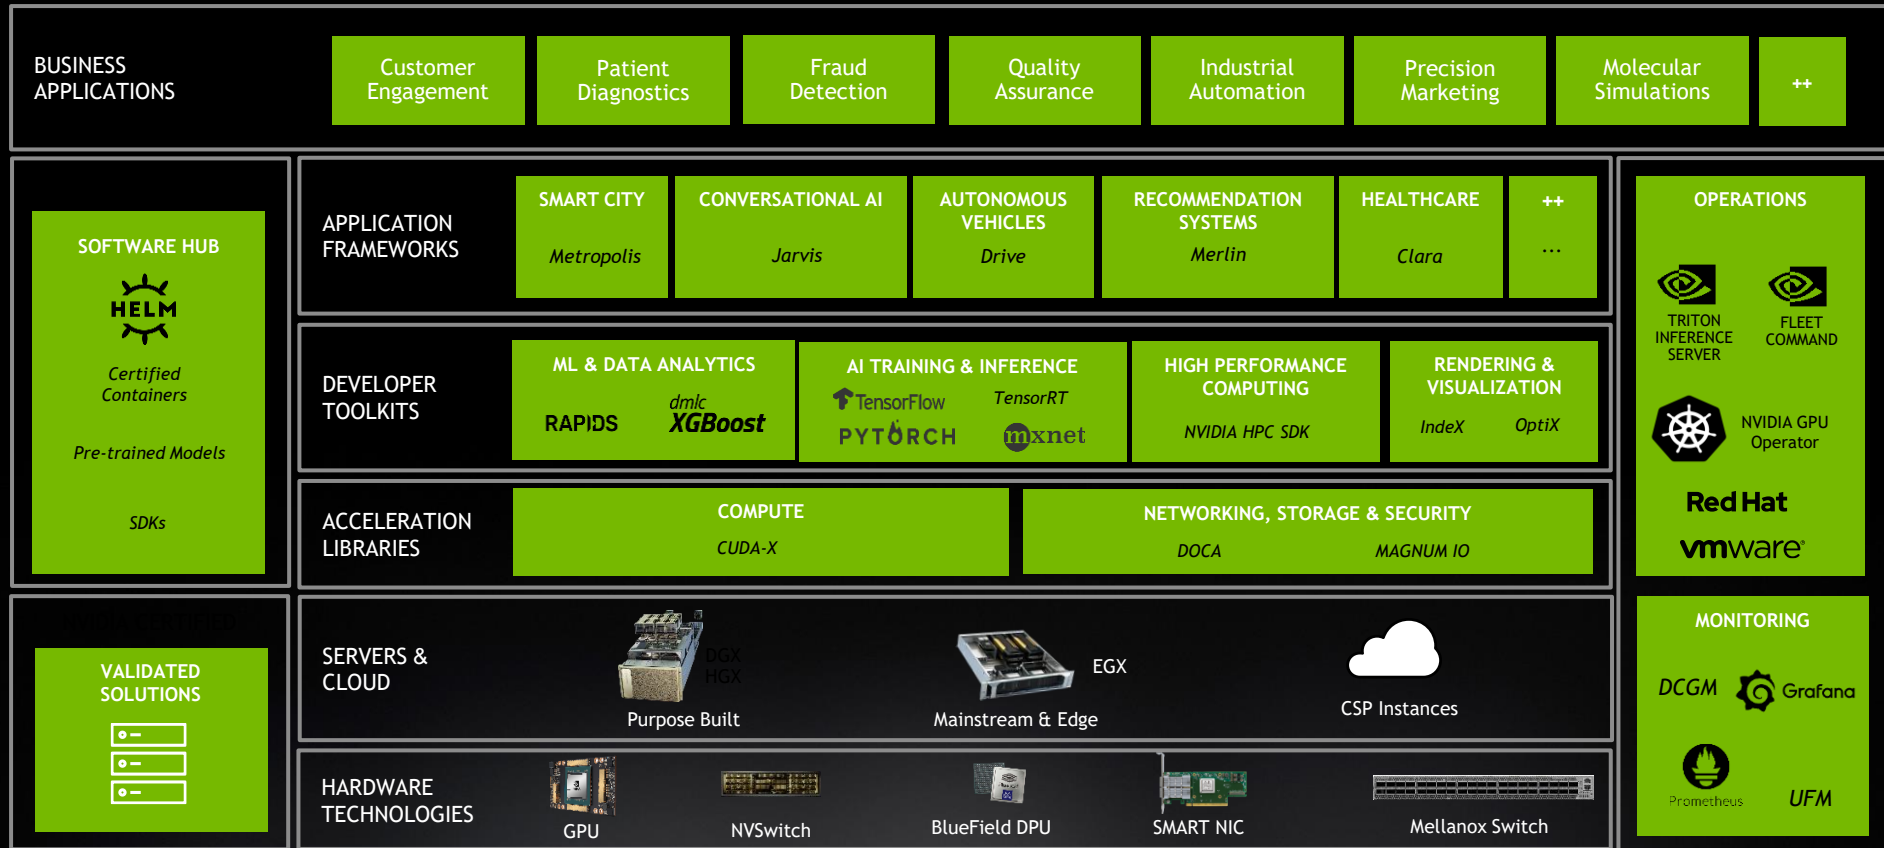 BUSINESS
APPLICATIONS
Customer
Engagement
Patient
Diagnostics
Fraud
Detection
Quality
Assurance
Industrial
Automation
Precision
Marketing
Molecular
Simulations
++
SOFTWARE HUB
HELM
Certified
Containers
Pre-trained Models
SDKs
APPLICATION
FRAMEWORKS
SMART CITY
Metropolis
CONVERSATIONAL AI
Jarvis
AUTONOMOUS
VEHICLES
Drive
RECOMMENDATION
SYSTEMS
Merlin
HEALTHCARE
Clara
++
...
DEVELOPER
TOOLKITS
ML & DATA ANALYTICS
RAPIDS
dmlc
XGBoost
AI TRAINING & INFERENCE
TensorFlow
TensorRT
PYTORCH
mxnet
HIGH PERFORMANCE
COMPUTING
NVIDIA HPC SDK
RENDERING &
VISUALIZATION
IndeX
OptiX
ACCELERATION
LIBRARIES
COMPUTE
CUDA-X
NETWORKING, STORAGE & SECURITY
DOCA
MAGNUM IO
OPERATIONS
TRITON
INFERENCE
SERVER
FLEET
COMMAND
NVIDIA GPU
Operator
Red Hat
vmware
NVIDIA CERTIFIED
VALIDATED
SOLUTIONS
SERVERS &
CLOUD
DGX
HGX
Purpose Built
EGX
Mainstream & Edge
CSP Instances
HARDWARE
TECHNOLOGIES
GPU
NVSwitch
BlueField DPU
SMART NIC
Mellanox Switch
MONITORING
DCGM
Grafana
Prometheus
UFM